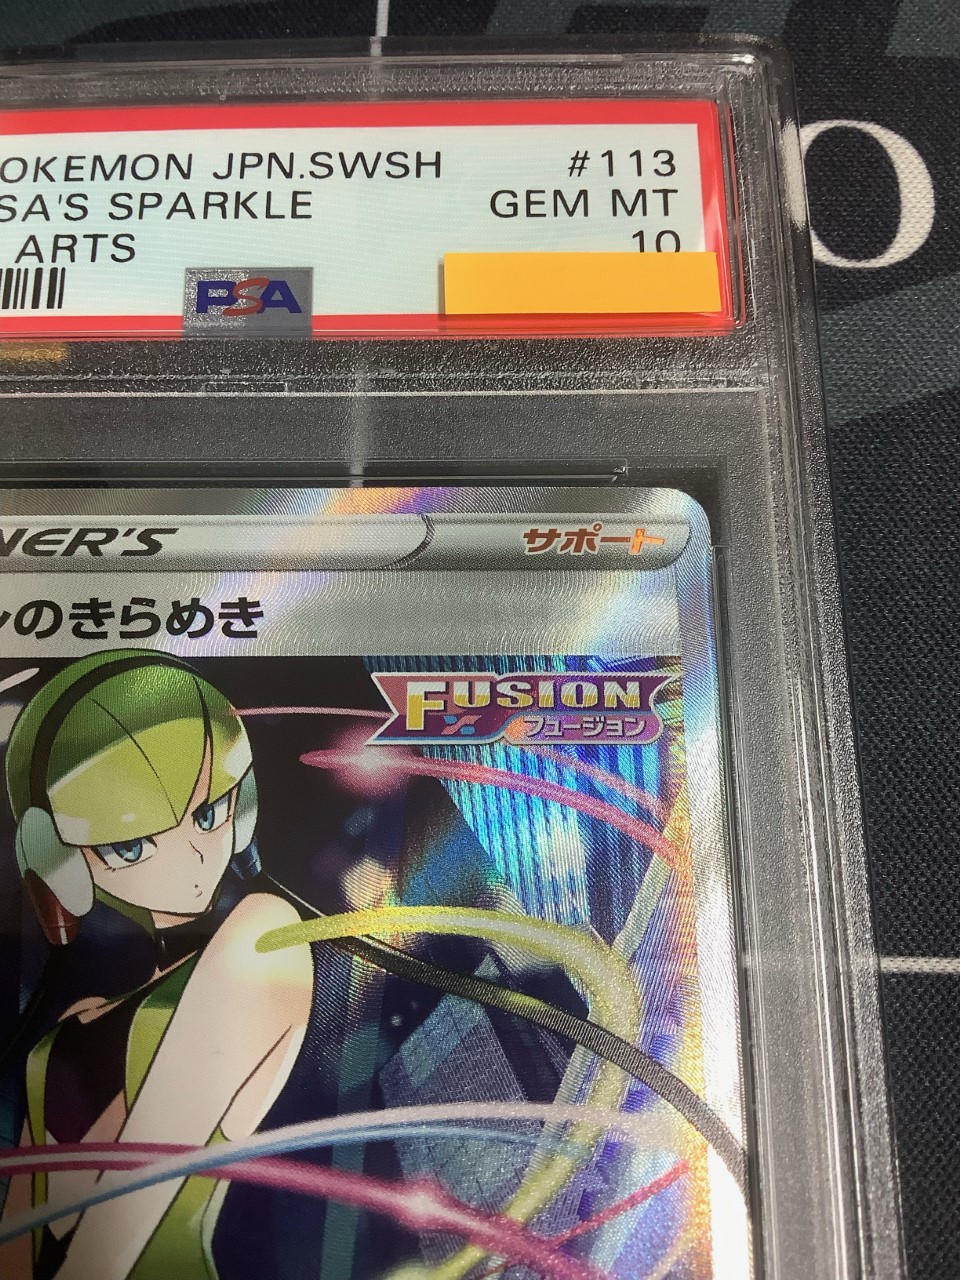 OKEMON JPN.SWSH #113
SA'S SPARKLE GEM MT
ARTS 10
PSA
NER'S サポート
ンのきらめき
FUSION
フュージョン
O